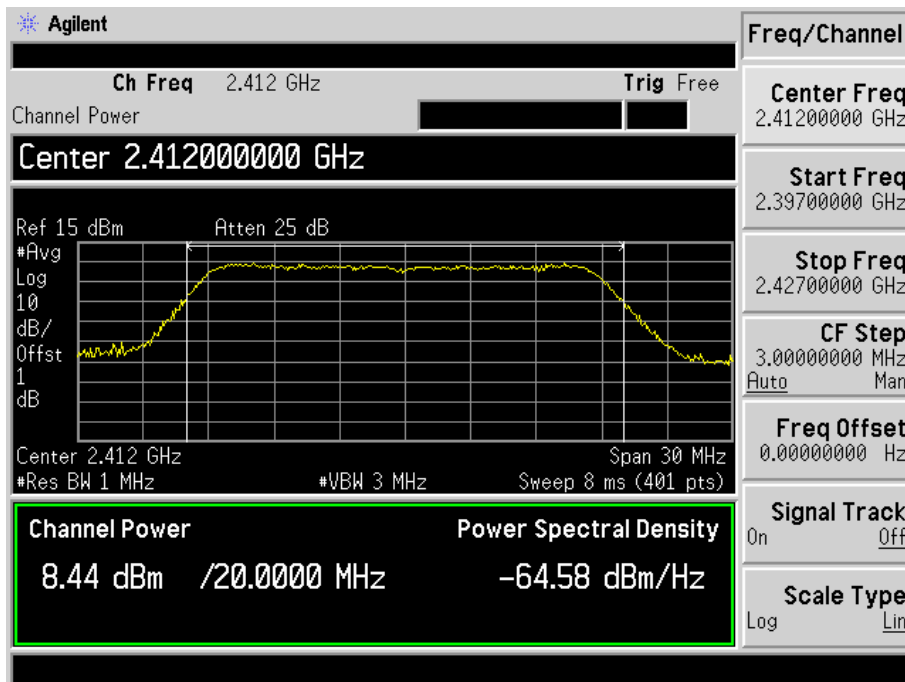 Agilent
Freq/Channel
Ch Freq 2.412 GHz Trig Free
Channel Power
Center 2.412000000 GHz
Ref 15 dBm Atten 25 dB
#Avg
Log
10
dB/
Offst
1
dB
Center 2.412 GHz Span 30 MHz
#Res BW 1 MHz #VBW 3 MHz Sweep 8 ms (401 pts)
Channel Power Power Spectral Density
8.44 dBm /20.0000 MHz -64.58 dBm/Hz
Center Freq
2.41200000 GHz
Start Freq
2.39700000 GHz
Stop Freq
2.42700000 GHz
CF Step
3.00000000 MHz
Auto Man
Freq Offset
0.00000000 Hz
Signal Track
On Off
Scale Type
Log Lin